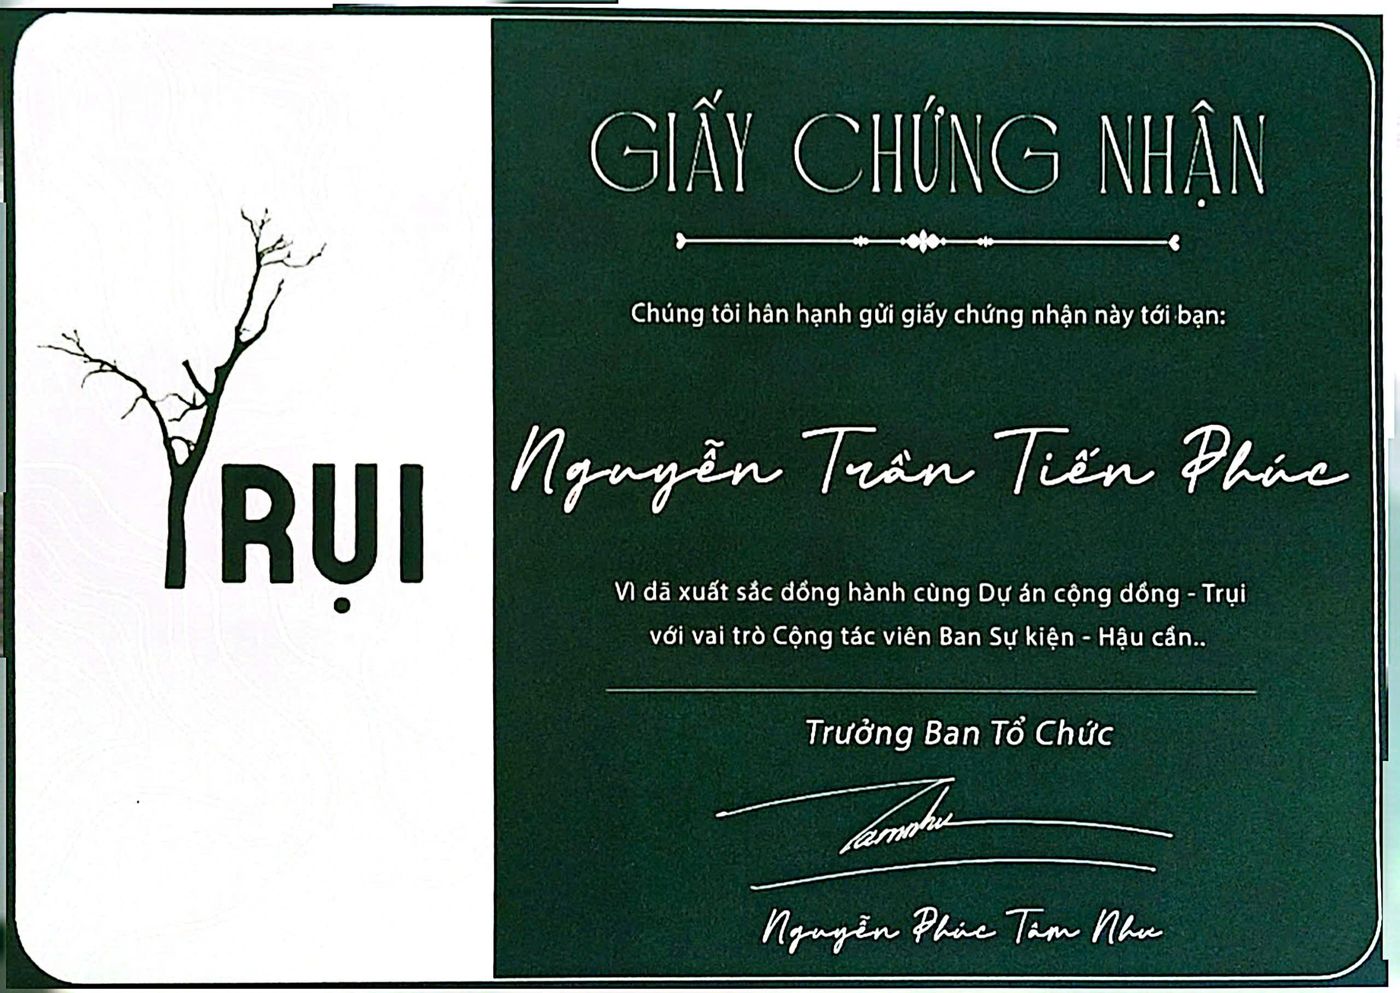 TRỤI
GIẤY CHỨNG NHẬN
Chúng tôi hân hạnh gửi giấy chứng nhận này tới bạn:
Nguyễn Trần Tiến Phúc
Vì đã xuất sắc đồng hành cùng Dự án cộng đồng - Trụi
với vai trò Cộng tác viên Ban Sự kiện - Hậu cần..
Trưởng Ban Tổ Chức
Tamnhu
Nguyễn Phúc Tâm Như